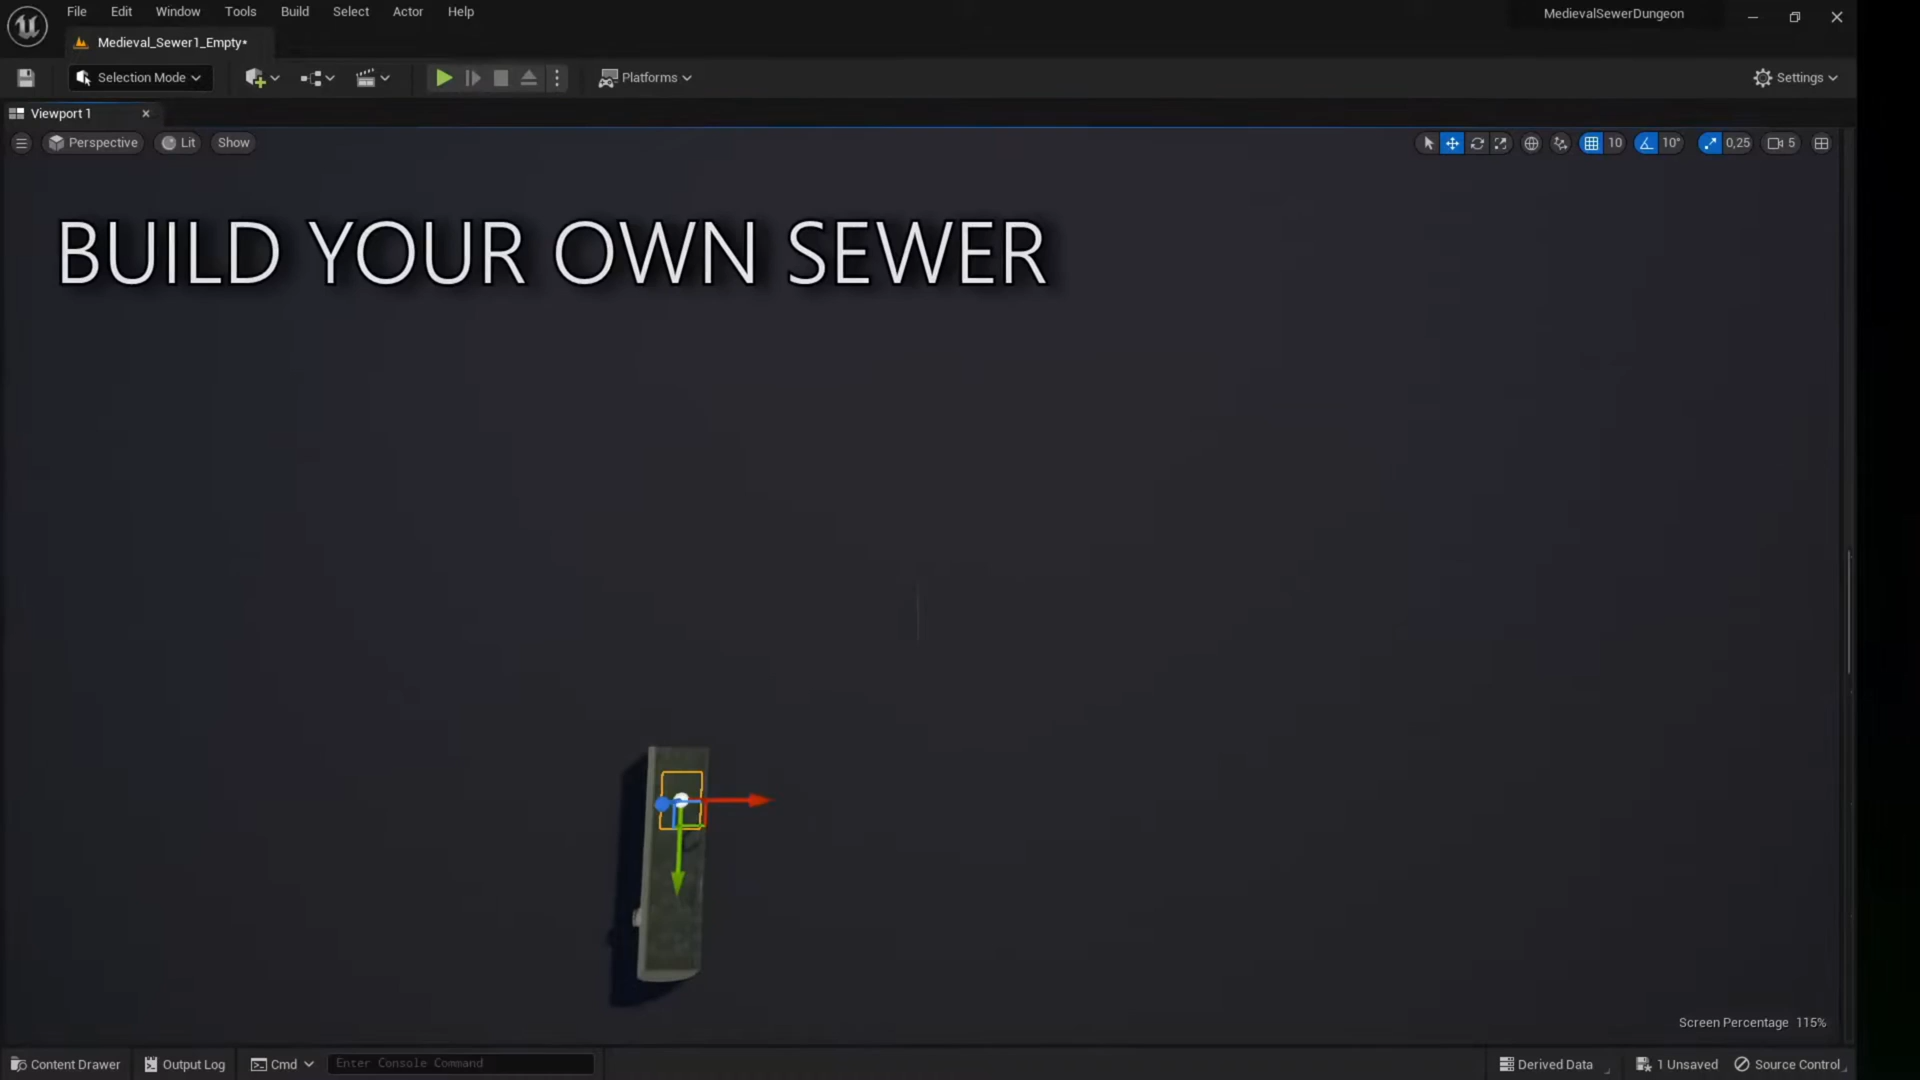 File Edit Window Tools Build Select Actor Help
MedievalSewerDungeon
Medieval_Sewer1_Empty*
Selection Mode
Platforms
Settings
Viewport 1
Perspective Lit Show
10 10° 0,25 5
BUILD YOUR OWN SEWER
Screen Percentage 115%
Content Drawer Output Log Cmd Enter Console Command Derived Data 1 Unsaved Source Control